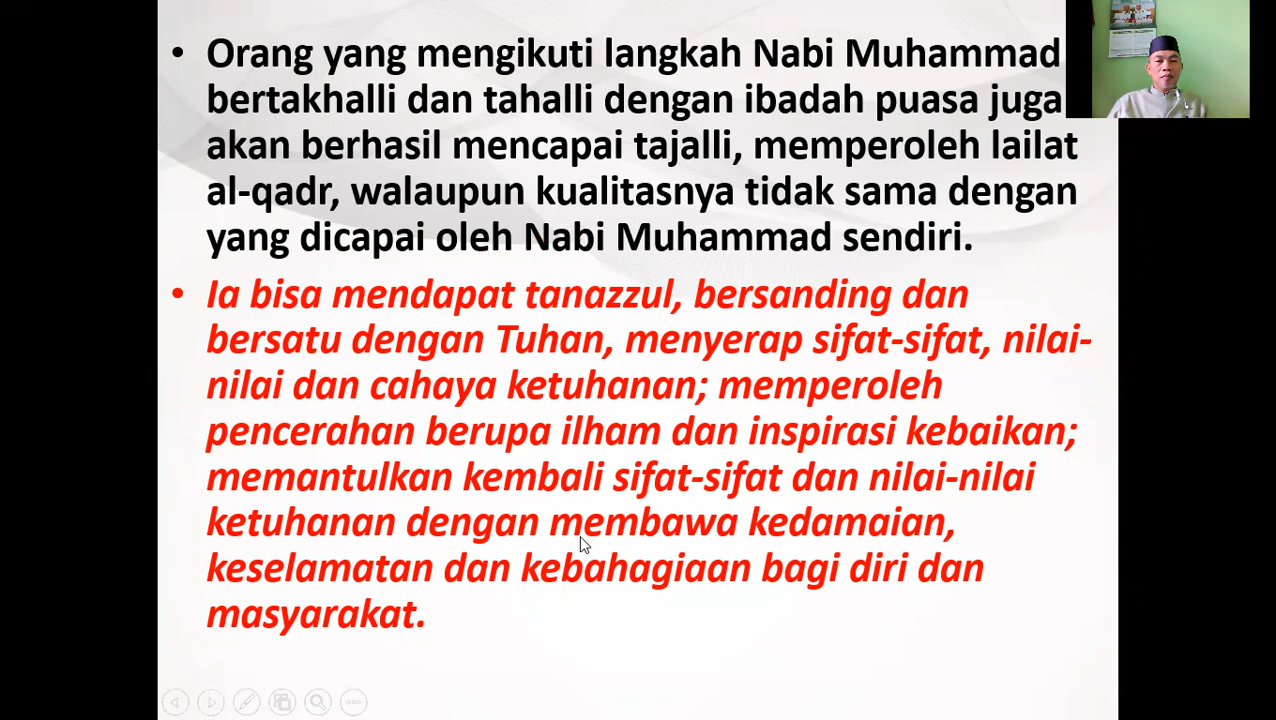 • Orang yang mengikuti langkah Nabi Muhammad
bertakhalli dan tahalli dengan ibadah puasa juga
akan berhasil mencapai tajalli, memperoleh lailat
al-qadr, walaupun kualitasnya tidak sama dengan
yang dicapai oleh Nabi Muhammad sendiri.
• Ia bisa mendapat tanazzul, bersanding dan
bersatu dengan Tuhan, menyerap sifat-sifat, nilai-
nilai dan cahaya ketuhanan; memperoleh
pencerahan berupa ilham dan inspirasi kebaikan;
memantulkan kembali sifat-sifat dan nilai-nilai
ketuhanan dengan membawa kedamaian,
keselamatan dan kebahagiaan bagi diri dan
masyarakat.